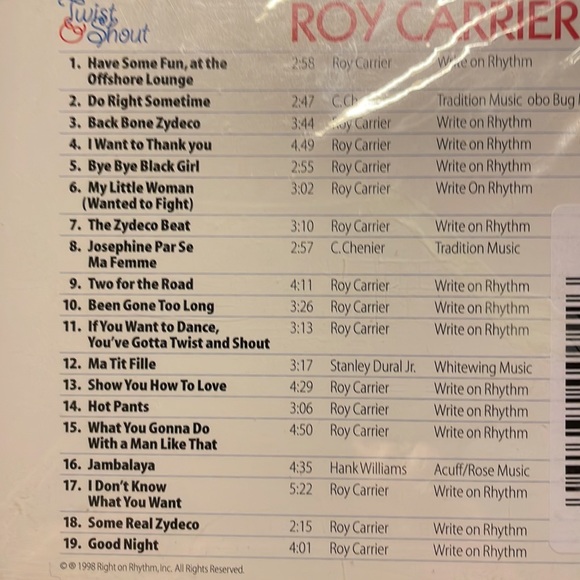 Twist
& Shout
ROY CARRIER
1. Have Some Fun, at the 2:58 Roy Carrier Write on Rhythm
Offshore Lounge
2. Do Right Sometime 2:47 Tradition Music obo Bug
3. Back Bone Zydeco 3:44 Roy Carrier Write on Rhythm
4. I Want to Thank you 4.49 Roy Carrier Write on Rhythm
5. Bye Bye Black Girl 2:55 Roy Carrier Write on Rhythm
6. My Little Woman 3:02 Roy Carrier Write On Rhythm
(Wanted to Fight)
7. The Zydeco Beat 3:10 Roy Carrier Write on Rhythm
8. Josephine Par Se 2:57 C.Chenier Tradition Music
Ma Femme
9. Two for the Road 4:11 Roy Carrier Write on Rhythm
10. Been Gone Too Long 3:26 Roy Carrier Write on Rhythm
11. If You Want to Dance, 3:13 Roy Carrier Write on Rhythm
You've Gotta Twist and Shout
12. Ma Tit Fille 3:17 Stanley Dural Jr. Whitewing Music
13. Show You How To Love 4:29 Roy Carrier Write on Rhythm
14. Hot Pants 3:06 Roy Carrier Write on Rhythm
15. What You Gonna Do 4:50 Roy Carrier Write on Rhythm
With a Man Like That
16. Jambalaya 4:35 Hank Williams Acuff/Rose Music
17. I Don't Know 5:22 Roy Carrier Write on Rhythm
What You Want
18. Some Real Zydeco 2:15 Roy Carrier Write on Rhythm
19. Good Night 4:01 Roy Carrier Write on Rhythm
© ℗ 1998 Right on Rhythm, Inc. All Rights Reserved.